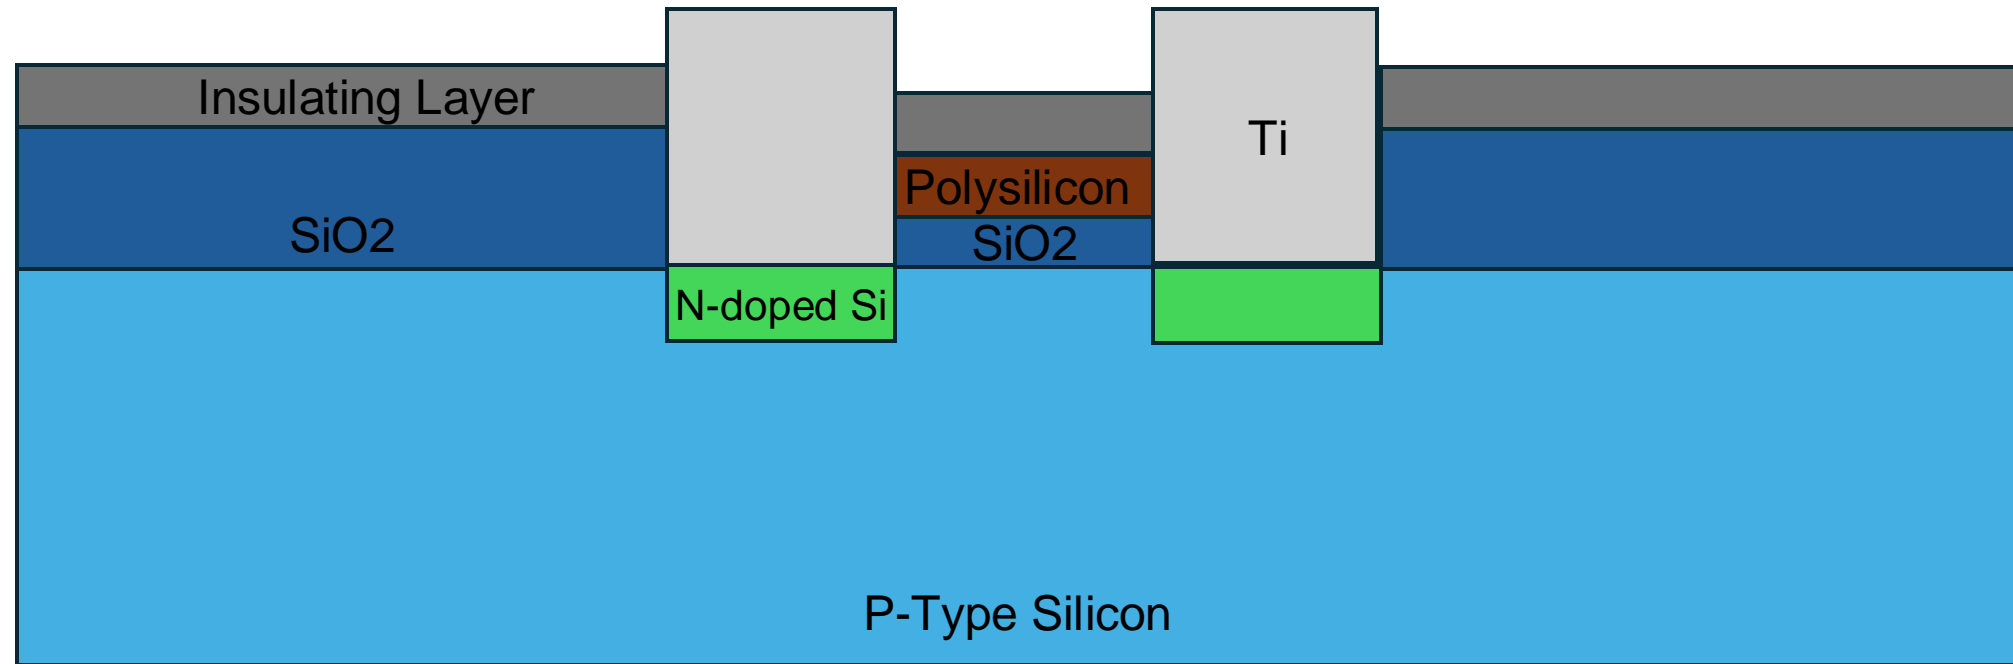 Insulating Layer
Ti
Polysilicon
SiO2
SiO2
N-doped Si
P-Type Silicon